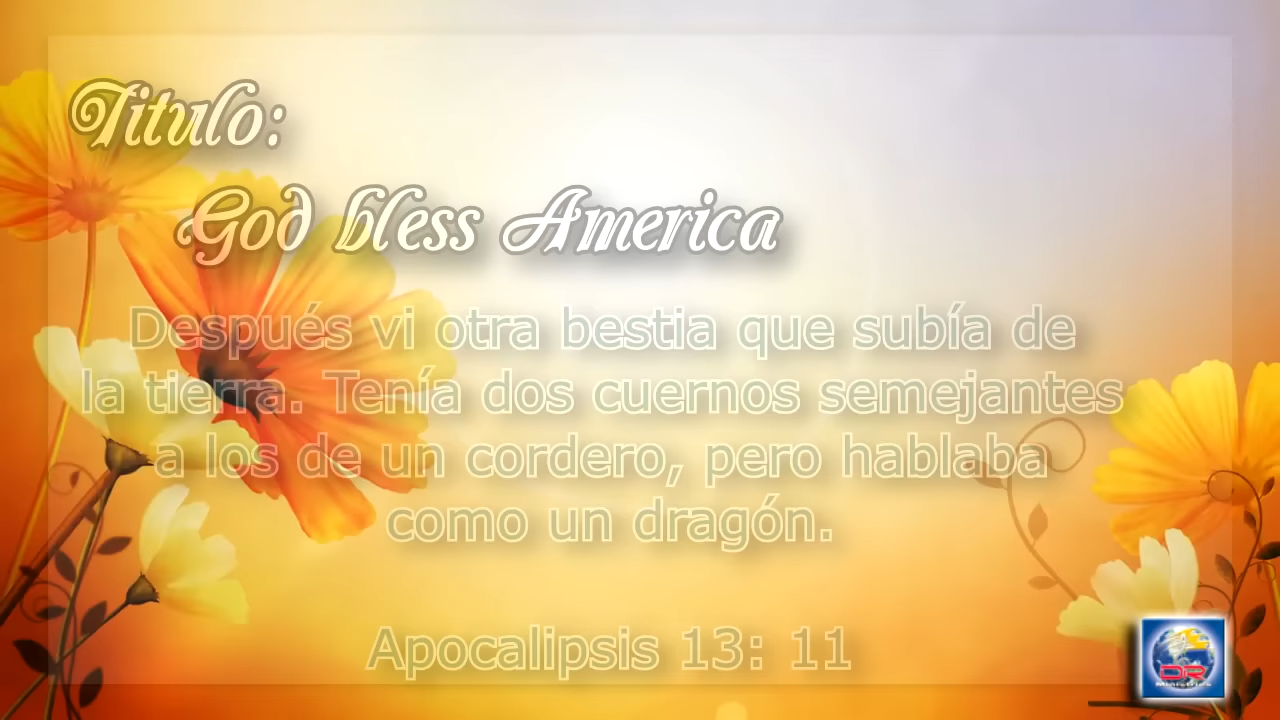 Titulo:
God bless America
Después vi otra bestia que subía de
la tierra. Tenía dos cuernos semejantes
a los de un cordero, pero hablaba
como un dragón.
Apocalipsis 13: 11
DR
Ministries